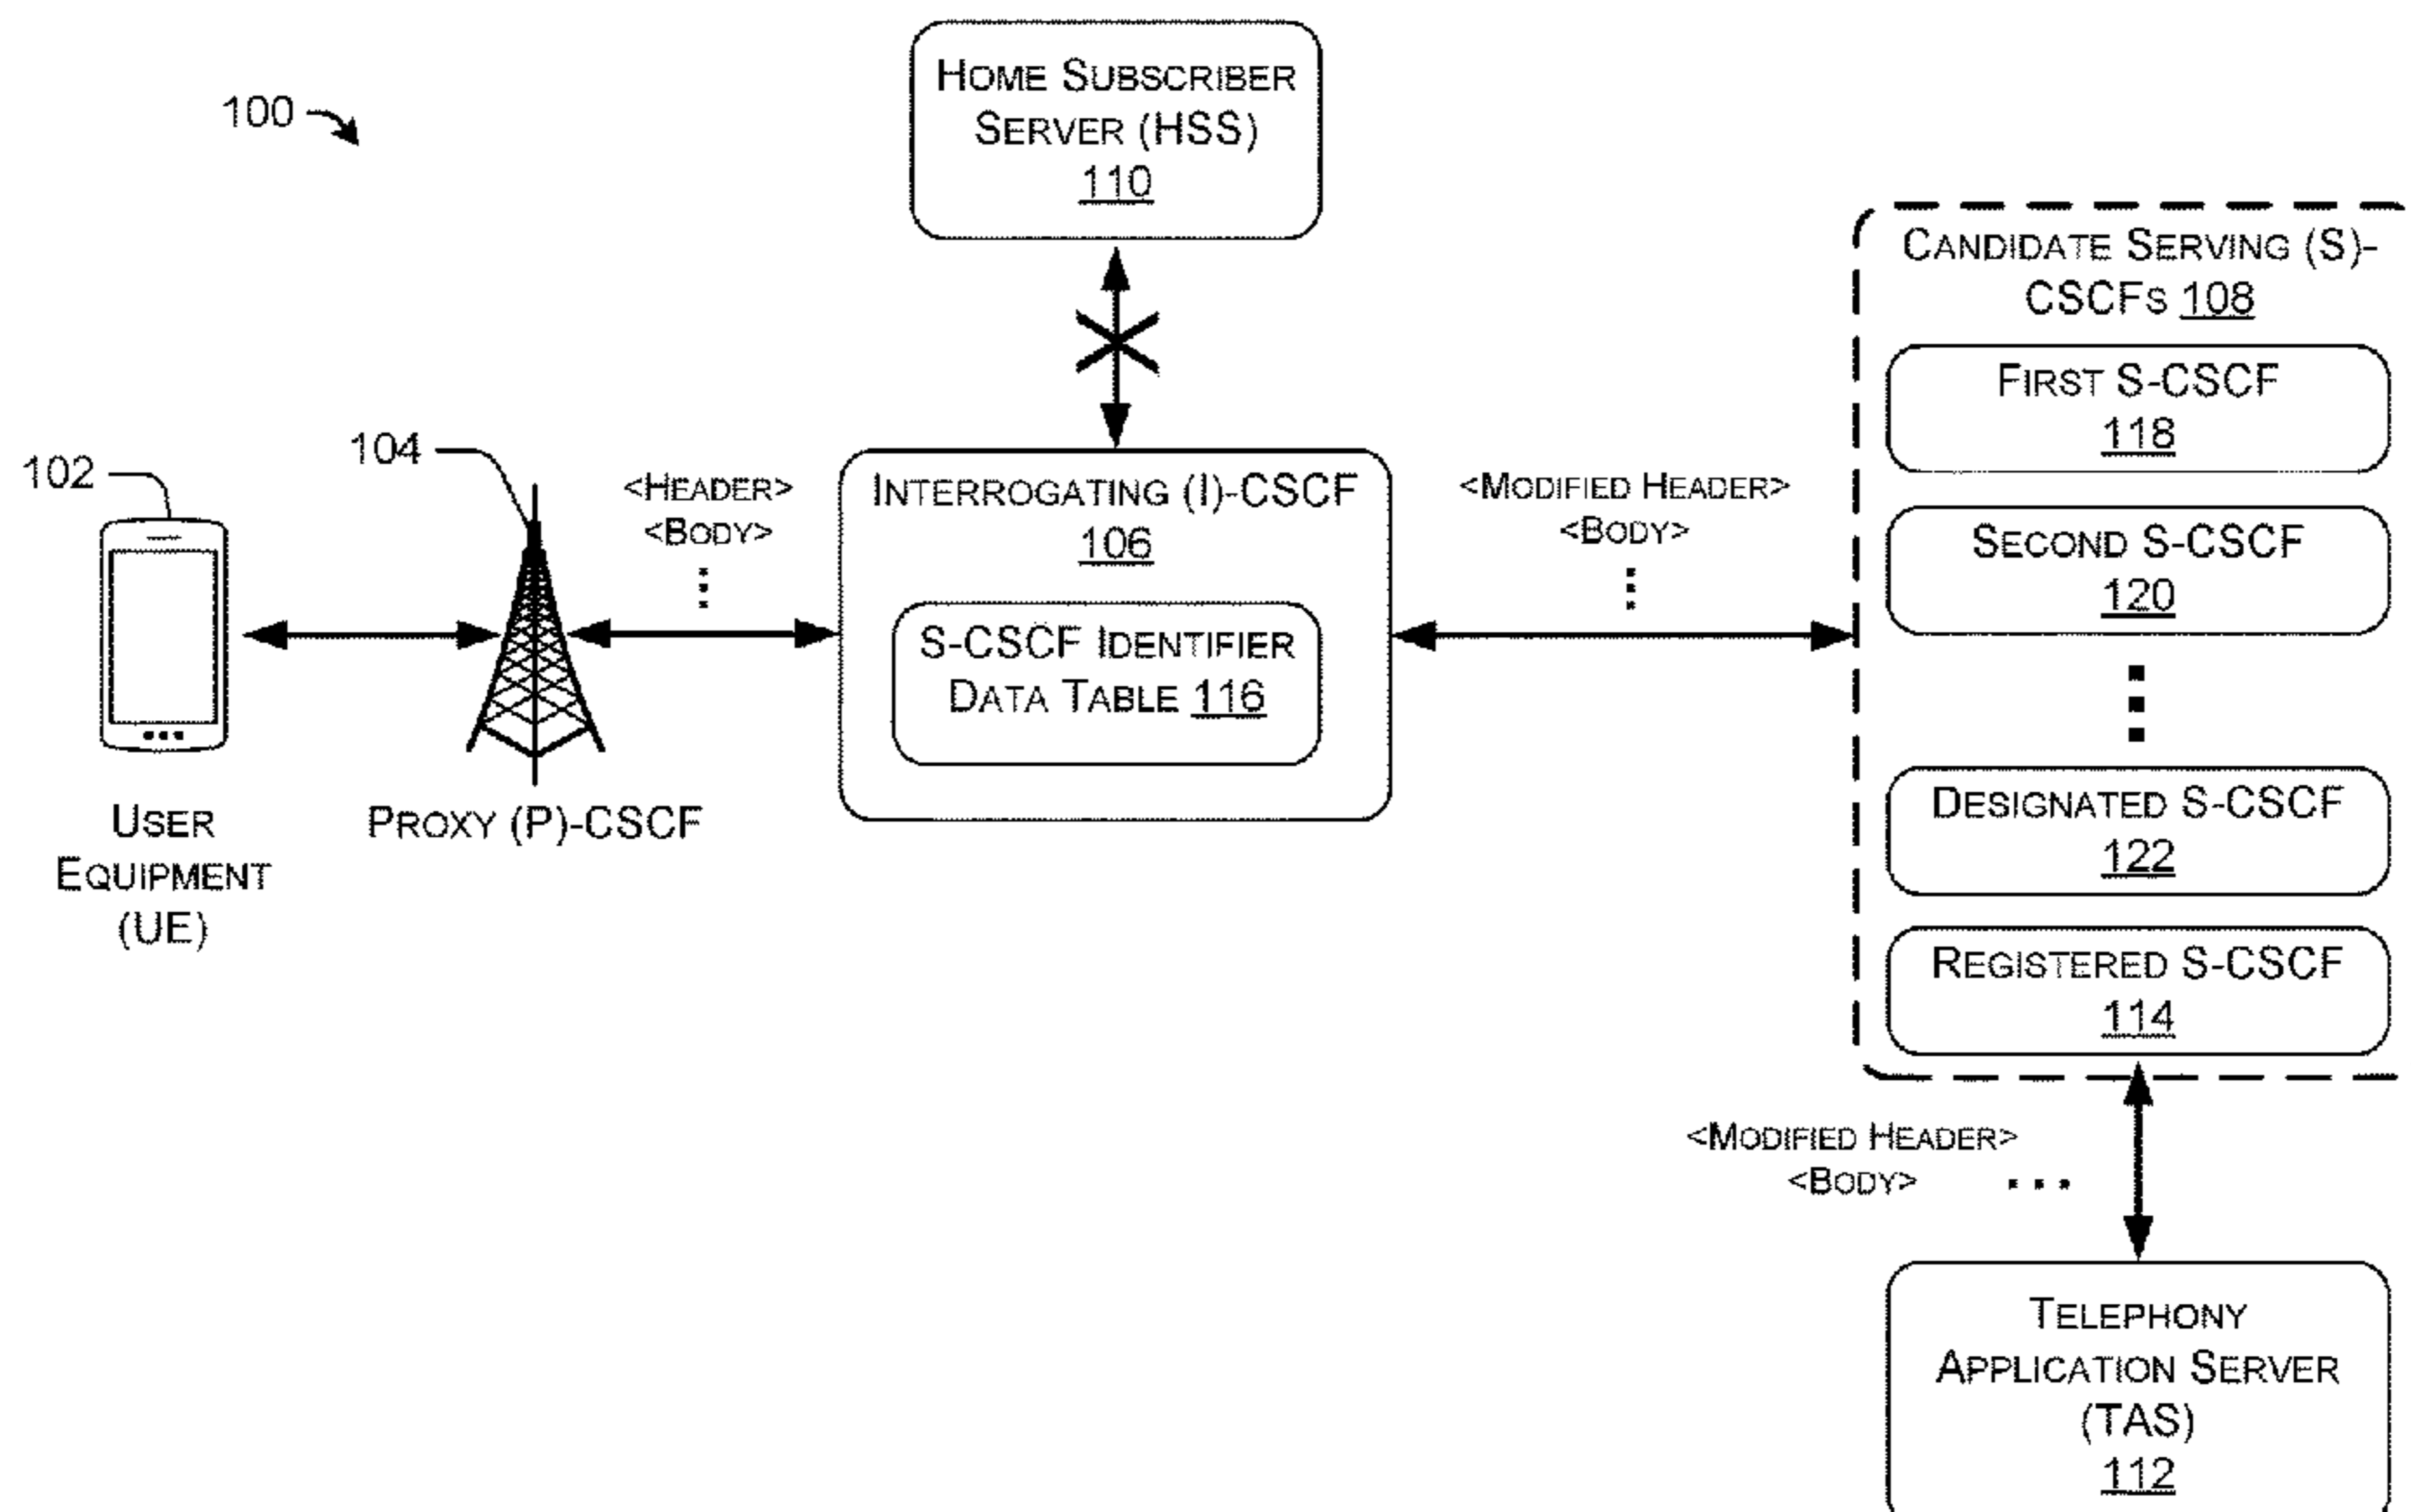 100
HOME SUBSCRIBER
SERVER (HSS)
110
CANDIDATE SERVING (S)-
CSCFS 108
FIRST S-CSCF
118
SECOND S-CSCF
120
DESIGNATED S-CSCF
122
REGISTERED S-CSCF
114
102
104
<HEADER>
<BODY>
INTERROGATING (I)-CSCF
106
S-CSCF IDENTIFIER
DATA TABLE 116
<MODIFIED HEADER>
<BODY>
USER
EQUIPMENT
(UE)
PROXY (P)-CSCF
<MODIFIED HEADER>
<BODY> ...
TELEPHONY
APPLICATION SERVER
(TAS)
112